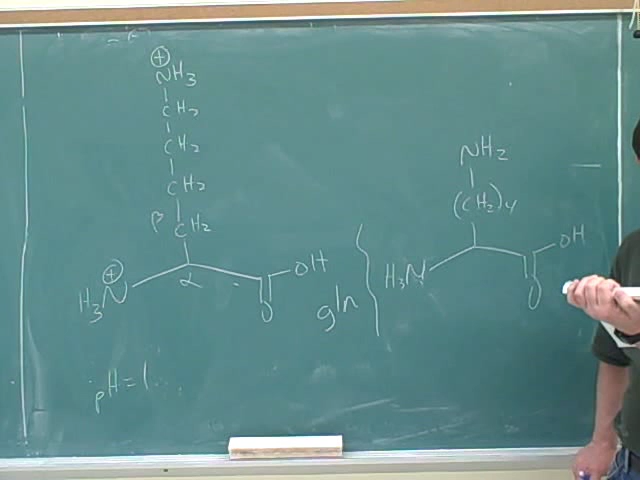 ⊕
NH3
CH2
CH2
CH2
β CH2
⊕
H3N
α
OH
O
gln
pH = 1
NH2
(CH2)4
H3N
OH
O